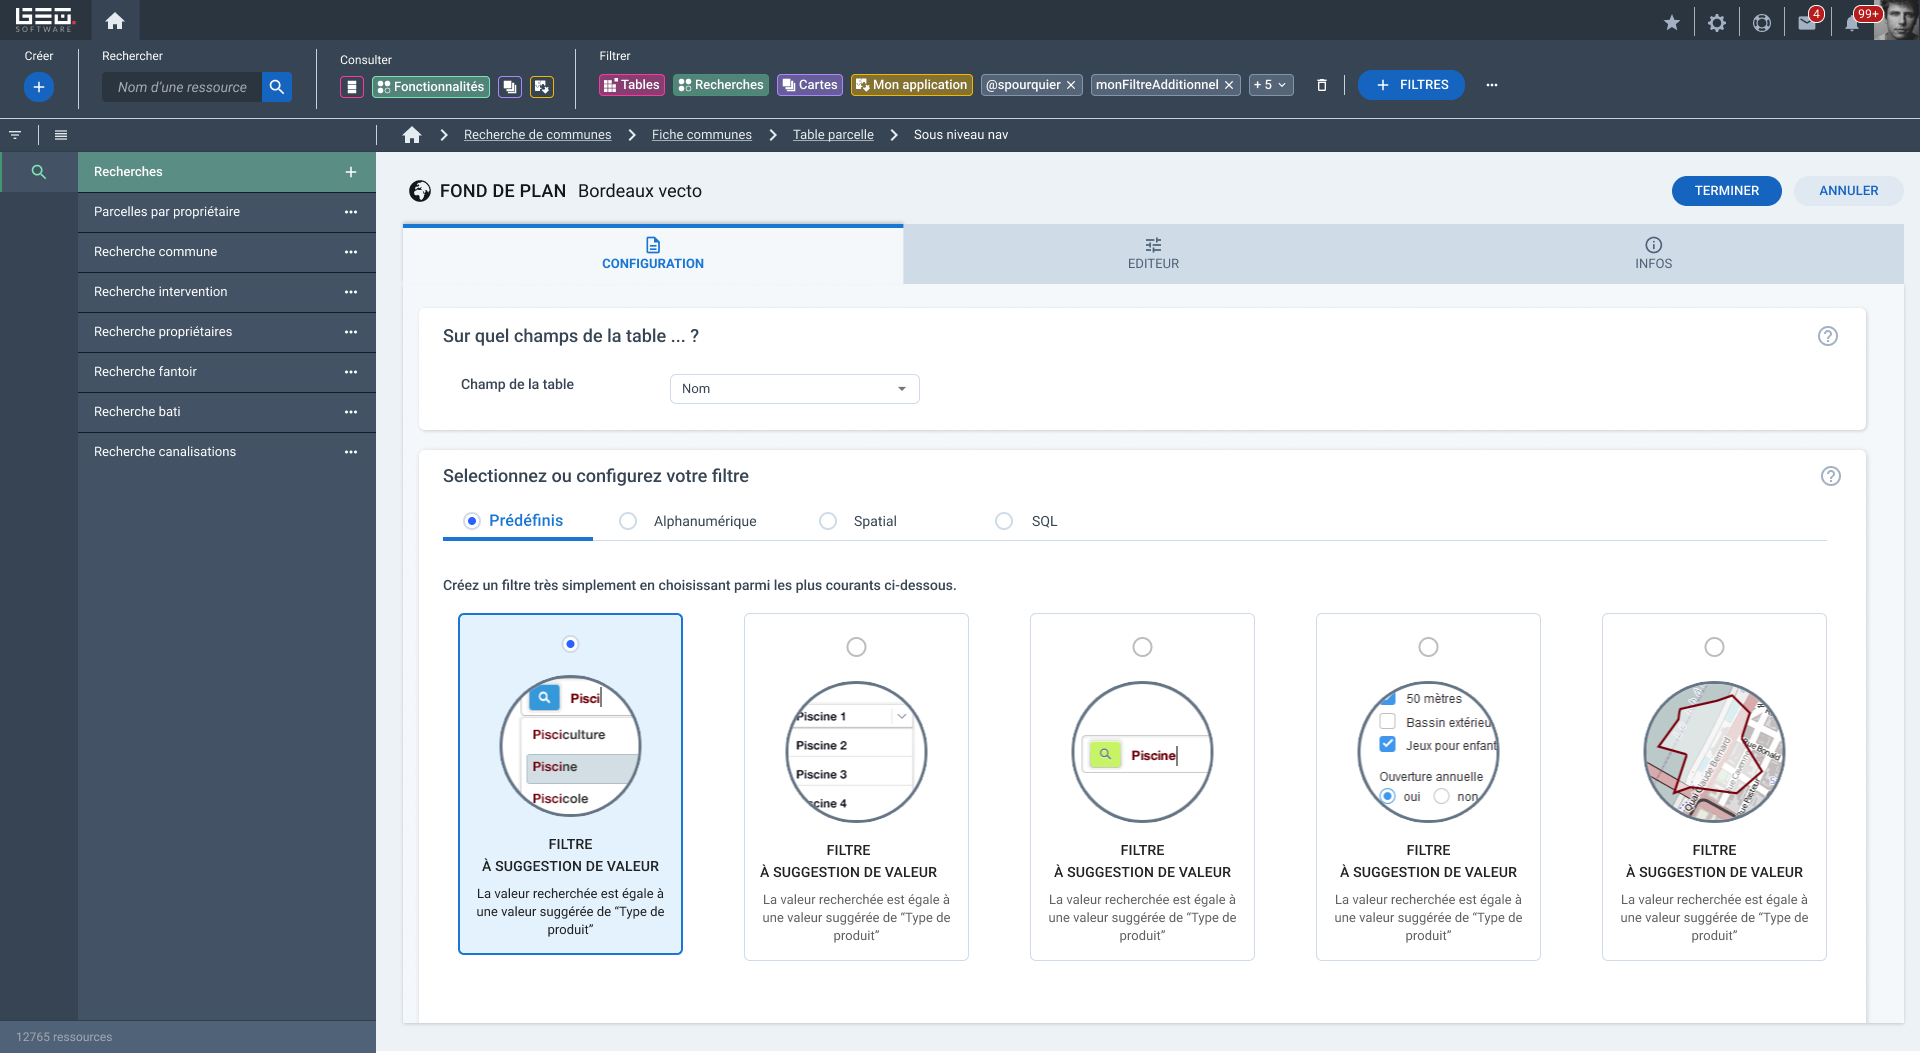 GEO.
SOFTWARE
4
99+
Créer
Rechercher
Nom d'une ressource
Consulter
Fonctionnalités
Filtrer
Tables
Recherches
Cartes
Mon application
@spourquier
monFiltreAdditionnel
+ 5
FILTRES
Recherche de communes
Fiche communes
Table parcelle
Sous niveau nav
Recherches
Parcelles par propriétaire
Recherche commune
Recherche intervention
Recherche propriétaires
Recherche fantoir
Recherche bati
Recherche canalisations
12765 ressources
FOND DE PLAN Bordeaux vecto
TERMINER
ANNULER
CONFIGURATION
EDITEUR
INFOS
Sur quel champs de la table ... ?
Champ de la table
Nom
Selectionnez ou configurez votre filtre
Prédéfinis
Alphanumérique
Spatial
SQL
Créez un filtre très simplement en choisissant parmi les plus courants ci-dessous.
Pisci
Pisciculture
Piscine
Piscicole
FILTRE
À SUGGESTION DE VALEUR
La valeur recherchée est égale à
une valeur suggérée de “Type de
produit”
Piscine 1
Piscine 2
Piscine 3
cine 4
FILTRE
À SUGGESTION DE VALEUR
La valeur recherchée est égale à
une valeur suggérée de “Type de
produit”
Piscine
FILTRE
À SUGGESTION DE VALEUR
La valeur recherchée est égale à
une valeur suggérée de “Type de
produit”
50 mètres
Bassin extérieu
Jeux pour enfant
Ouverture annuelle
oui
non
FILTRE
À SUGGESTION DE VALEUR
La valeur recherchée est égale à
une valeur suggérée de “Type de
produit”
Quai Claude Bernard
Rue Pasteur
FILTRE
À SUGGESTION DE VALEUR
La valeur recherchée est égale à
une valeur suggérée de “Type de
produit”